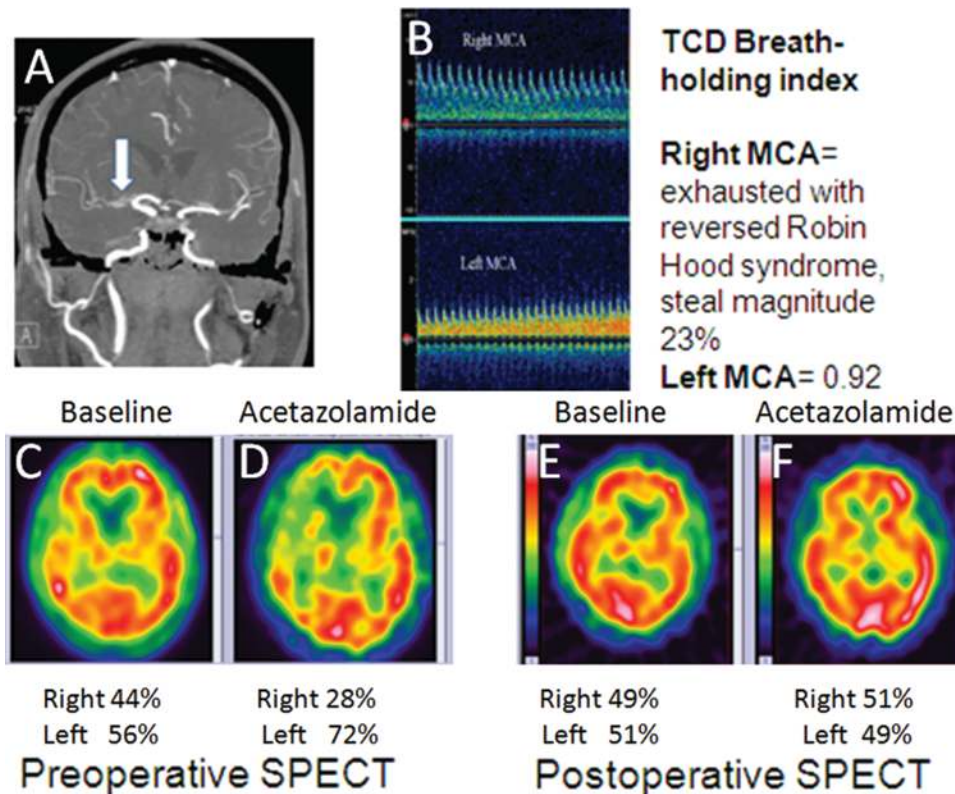 A
A
B
Right MCA
Left MCA
TCD Breath-
holding index
Right MCA=
exhausted with
reversed Robin
Hood syndrome,
steal magnitude
23%
Left MCA= 0.92
Baseline Acetazolamide Baseline Acetazolamide
C D E F
Right 44% Right 28% Right 49% Right 51%
Left 56% Left 72% Left 51% Left 49%
Preoperative SPECT Postoperative SPECT